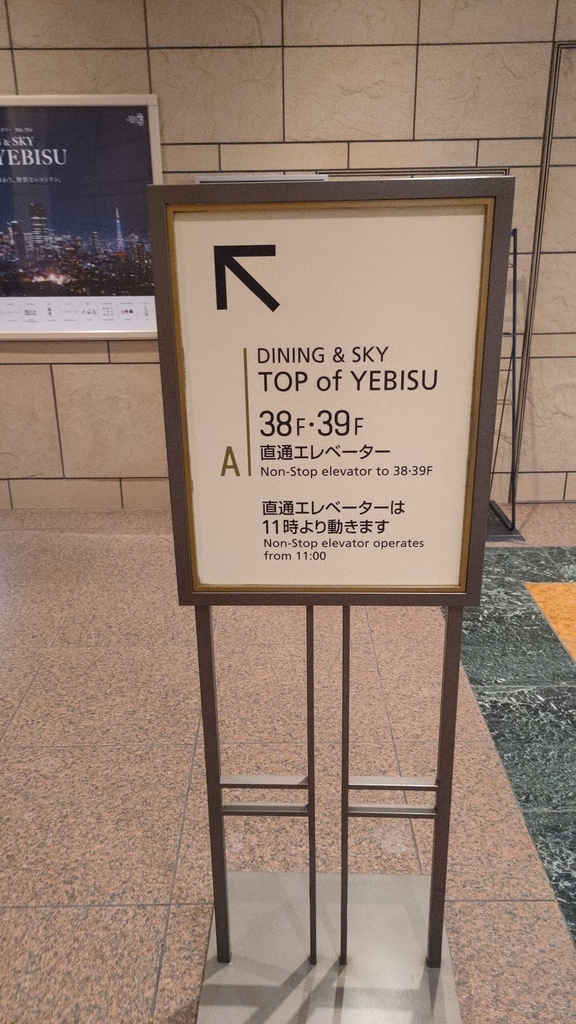 & SKY
YEBISU
DINING & SKY
TOP of YEBISU
38F・39F
A
直通エレベーター
Non-Stop elevator to 38・39F
直通エレベーターは
11時より動きます
Non-Stop elevator operates
from 11:00